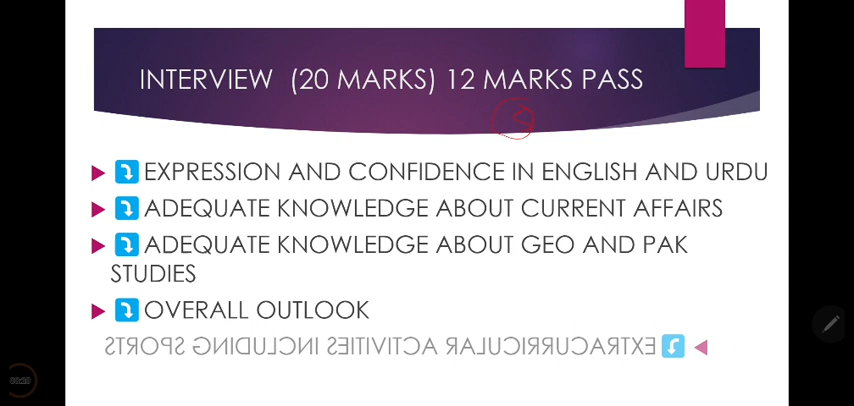 INTERVIEW (20 MARKS) 12 MARKS PASS
EXPRESSION AND CONFIDENCE IN ENGLISH AND URDU
ADEQUATE KNOWLEDGE ABOUT CURRENT AFFAIRS
ADEQUATE KNOWLEDGE ABOUT GEO AND PAK
STUDIES
OVERALL OUTLOOK
EXTRACURRICULAR ACTIVITIES INCLUDING SPORTS